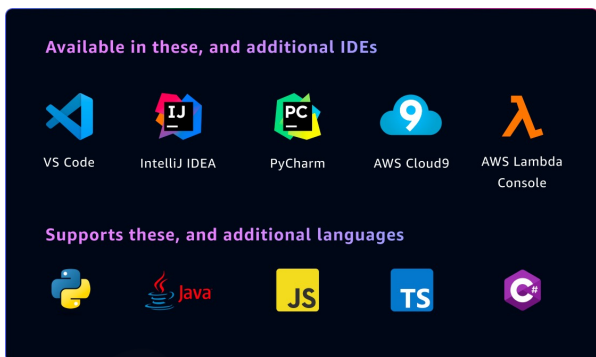 Available in these, and additional IDEs
IJ
PC
9
λ
VS Code
IntelliJ IDEA
PyCharm
AWS Cloud9
AWS Lambda
Console
Supports these, and additional languages
Java
JS
TS
C#